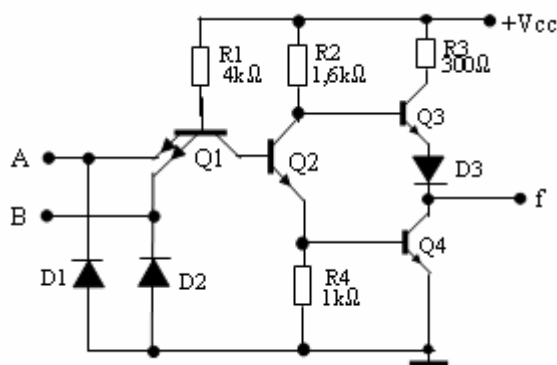 +Vcc
R1
4kΩ
R2
1,6kΩ
R3
300Ω
A
Q1
Q2
Q3
D3
f
B
Q4
D1
D2
R4
1kΩ